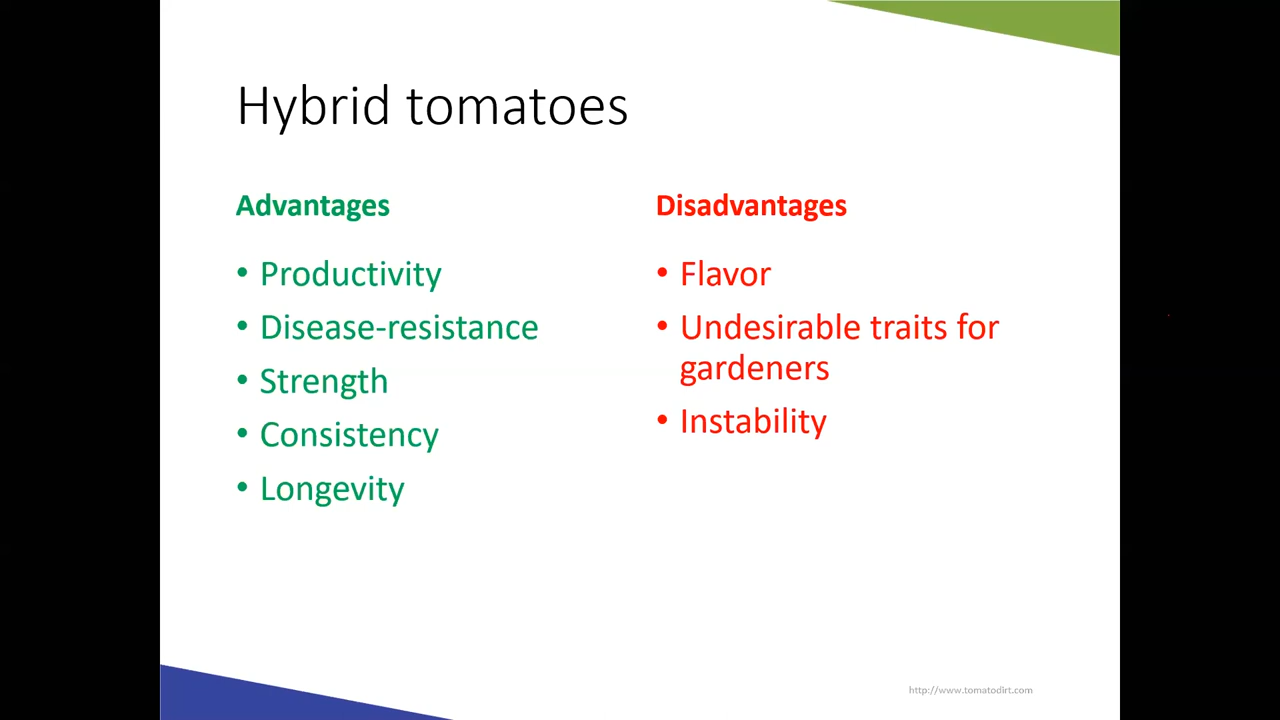 Hybrid tomatoes
Advantages
• Productivity
• Disease-resistance
• Strength
• Consistency
• Longevity
Disadvantages
• Flavor
• Undesirable traits for
gardeners
• Instability
http://www.tomatodirt.com